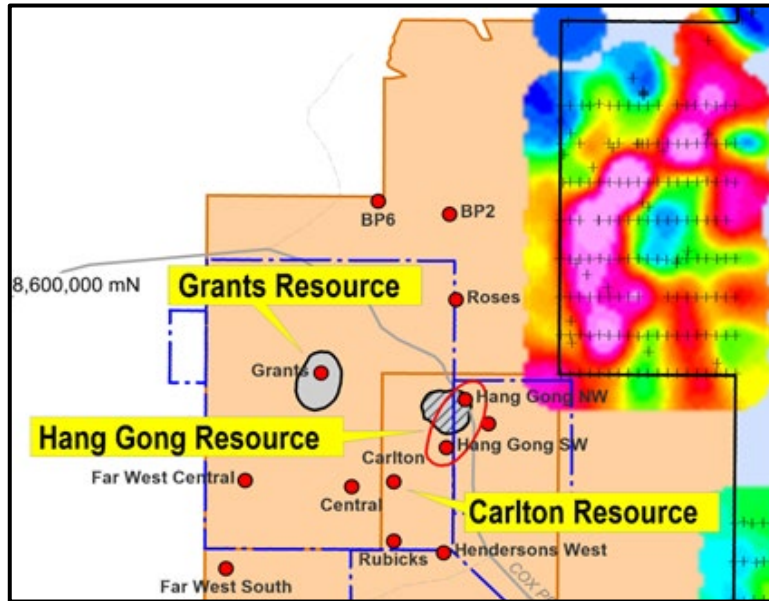 BP6
BP2
8,600,000 mN
Grants Resource
Roses
Grants
Hang Gong NW
Hang Gong Resource
Hang Gong SW
Carlton
Far West Central
Central
Carlton Resource
Rubicks
Hendersons West
Far West South
COX